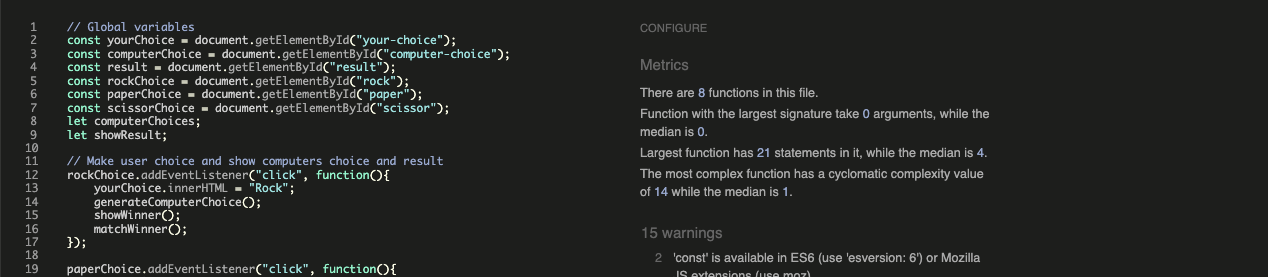 1 // Global variables
2 const yourChoice = document.getElementById("your-choice");
3 const computerChoice = document.getElementById("computer-choice");
4 const result = document.getElementById("result");
5 const rockChoice = document.getElementById("rock");
6 const paperChoice = document.getElementById("paper");
7 const scissorChoice = document.getElementById("scissor");
8 let computerChoices;
9 let showResult;
10
11 // Make user choice and show computers choice and result
12 rockChoice.addEventListener("click", function(){
13 yourChoice.innerHTML = "Rock";
14 generateComputerChoice();
15 showWinner();
16 matchWinner();
17 });
18
19 paperChoice.addEventListener("click", function(){
CONFIGURE
Metrics
There are 8 functions in this file.
Function with the largest signature take 0 arguments, while the
median is 0.
Largest function has 21 statements in it, while the median is 4.
The most complex function has a cyclomatic complexity value
of 14 while the median is 1.
15 warnings
2 'const' is available in ES6 (use 'esversion: 6') or Mozilla
JS extensions (use moz).